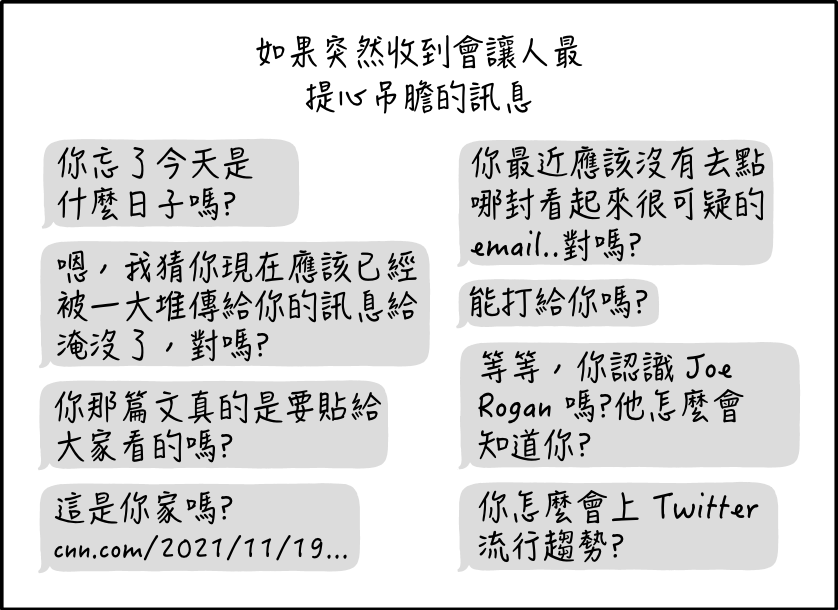 如果突然收到會讓人最
提心吊膽的訊息
你忘了今天是
什麼日子嗎?
嗯,我猜你現在應該已經
被一大堆傳給你的訊息給
淹沒了,對嗎?
你那篇文真的是要貼給
大家看的嗎?
這是你家嗎?
cnn.com/2021/11/19...
你最近應該沒有去點
哪封看起來很可疑的
email..對嗎?
能打給你嗎?
等等,你認識 Joe
Rogan 嗎?他怎麼會
知道你?
你怎麼會上 Twitter
流行趨勢?